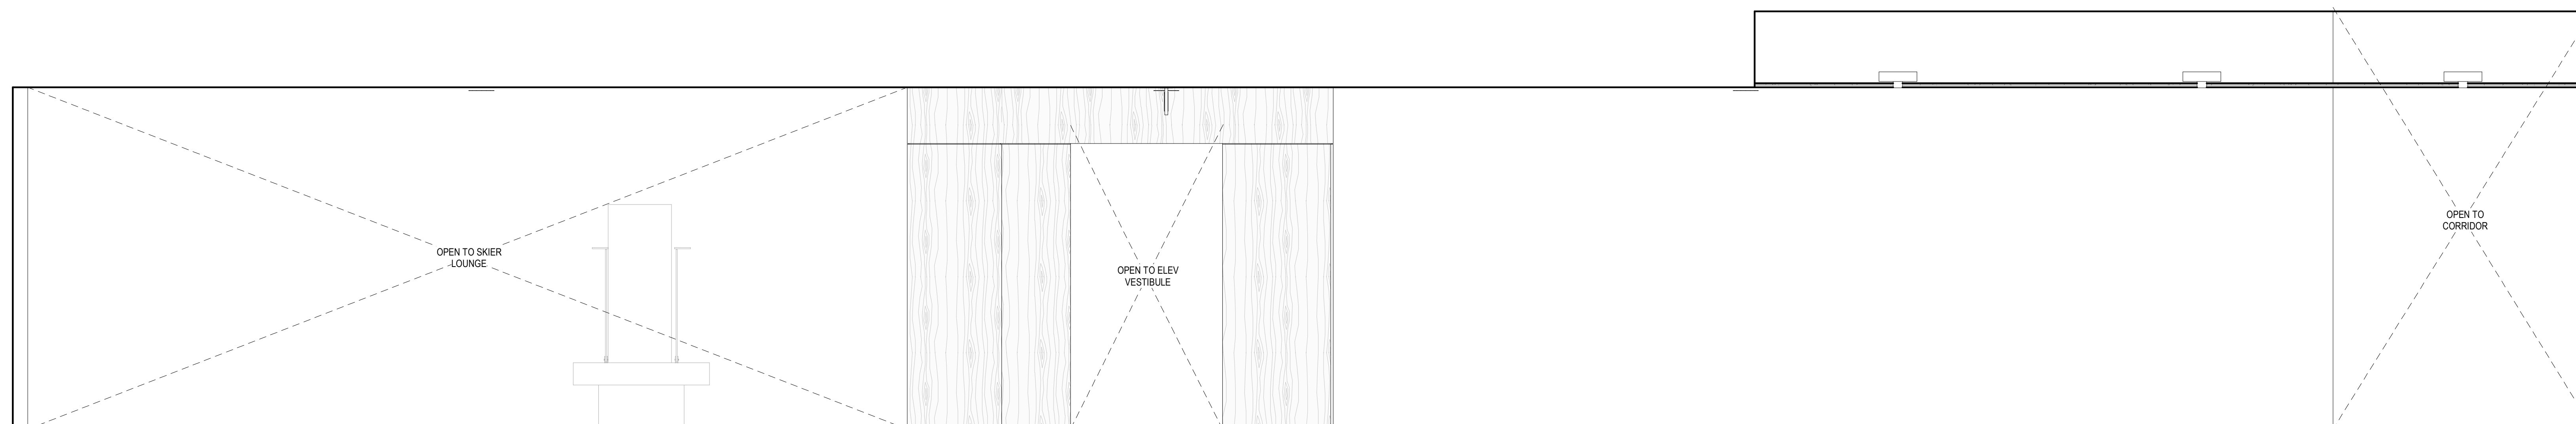 OPEN TO SKIER
LOUNGE
OPEN TO ELEV
VESTIBULE
OPEN TO
CORRIDOR